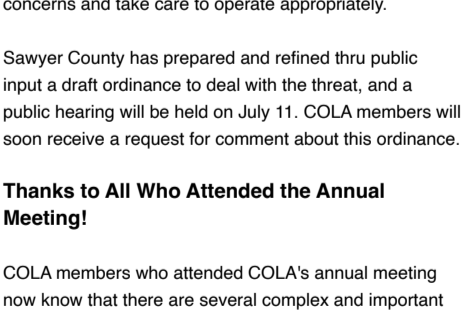 concerns and take care to operate appropriately.
Sawyer County has prepared and refined thru public
input a draft ordinance to deal with the threat, and a
public hearing will be held on July 11. COLA members will
soon receive a request for comment about this ordinance.
Thanks to All Who Attended the Annual
Meeting!
COLA members who attended COLA's annual meeting
now know that there are several complex and important